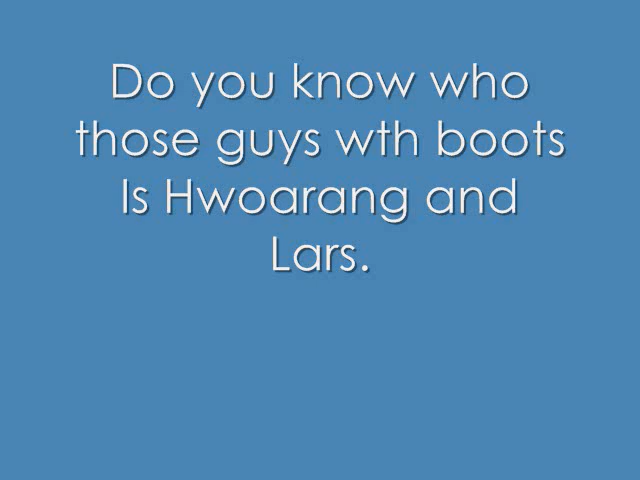 Do you know who
those guys wth boots
Is Hwoarang and
Lars.